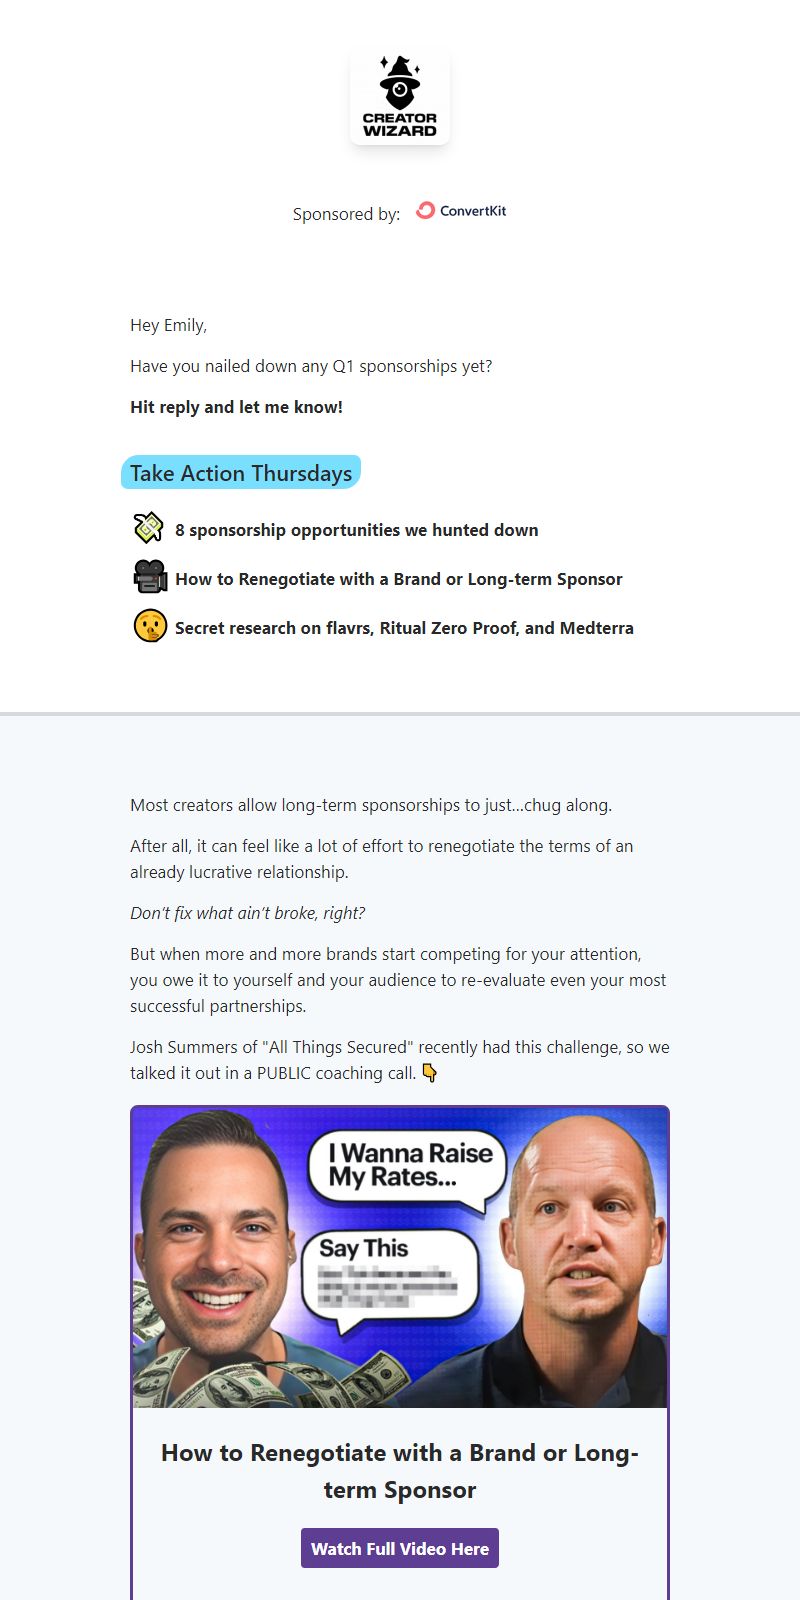 CREATOR
WIZARD
Sponsored by: ConvertKit
Hey Emily,
Have you nailed down any Q1 sponsorships yet?
Hit reply and let me know!
Take Action Thursdays
8 sponsorship opportunities we hunted down
How to Renegotiate with a Brand or Long-term Sponsor
Secret research on flavrs, Ritual Zero Proof, and Medterra
Most creators allow long-term sponsorships to just...chug along.
After all, it can feel like a lot of effort to renegotiate the terms of an
already lucrative relationship.
Don’t fix what ain’t broke, right?
But when more and more brands start competing for your attention,
you owe it to yourself and your audience to re-evaluate even your most
successful partnerships.
Josh Summers of "All Things Secured" recently had this challenge, so we
talked it out in a PUBLIC coaching call.
I Wanna Raise
My Rates...
Say This
How to Renegotiate with a Brand or Long-
term Sponsor
Watch Full Video Here